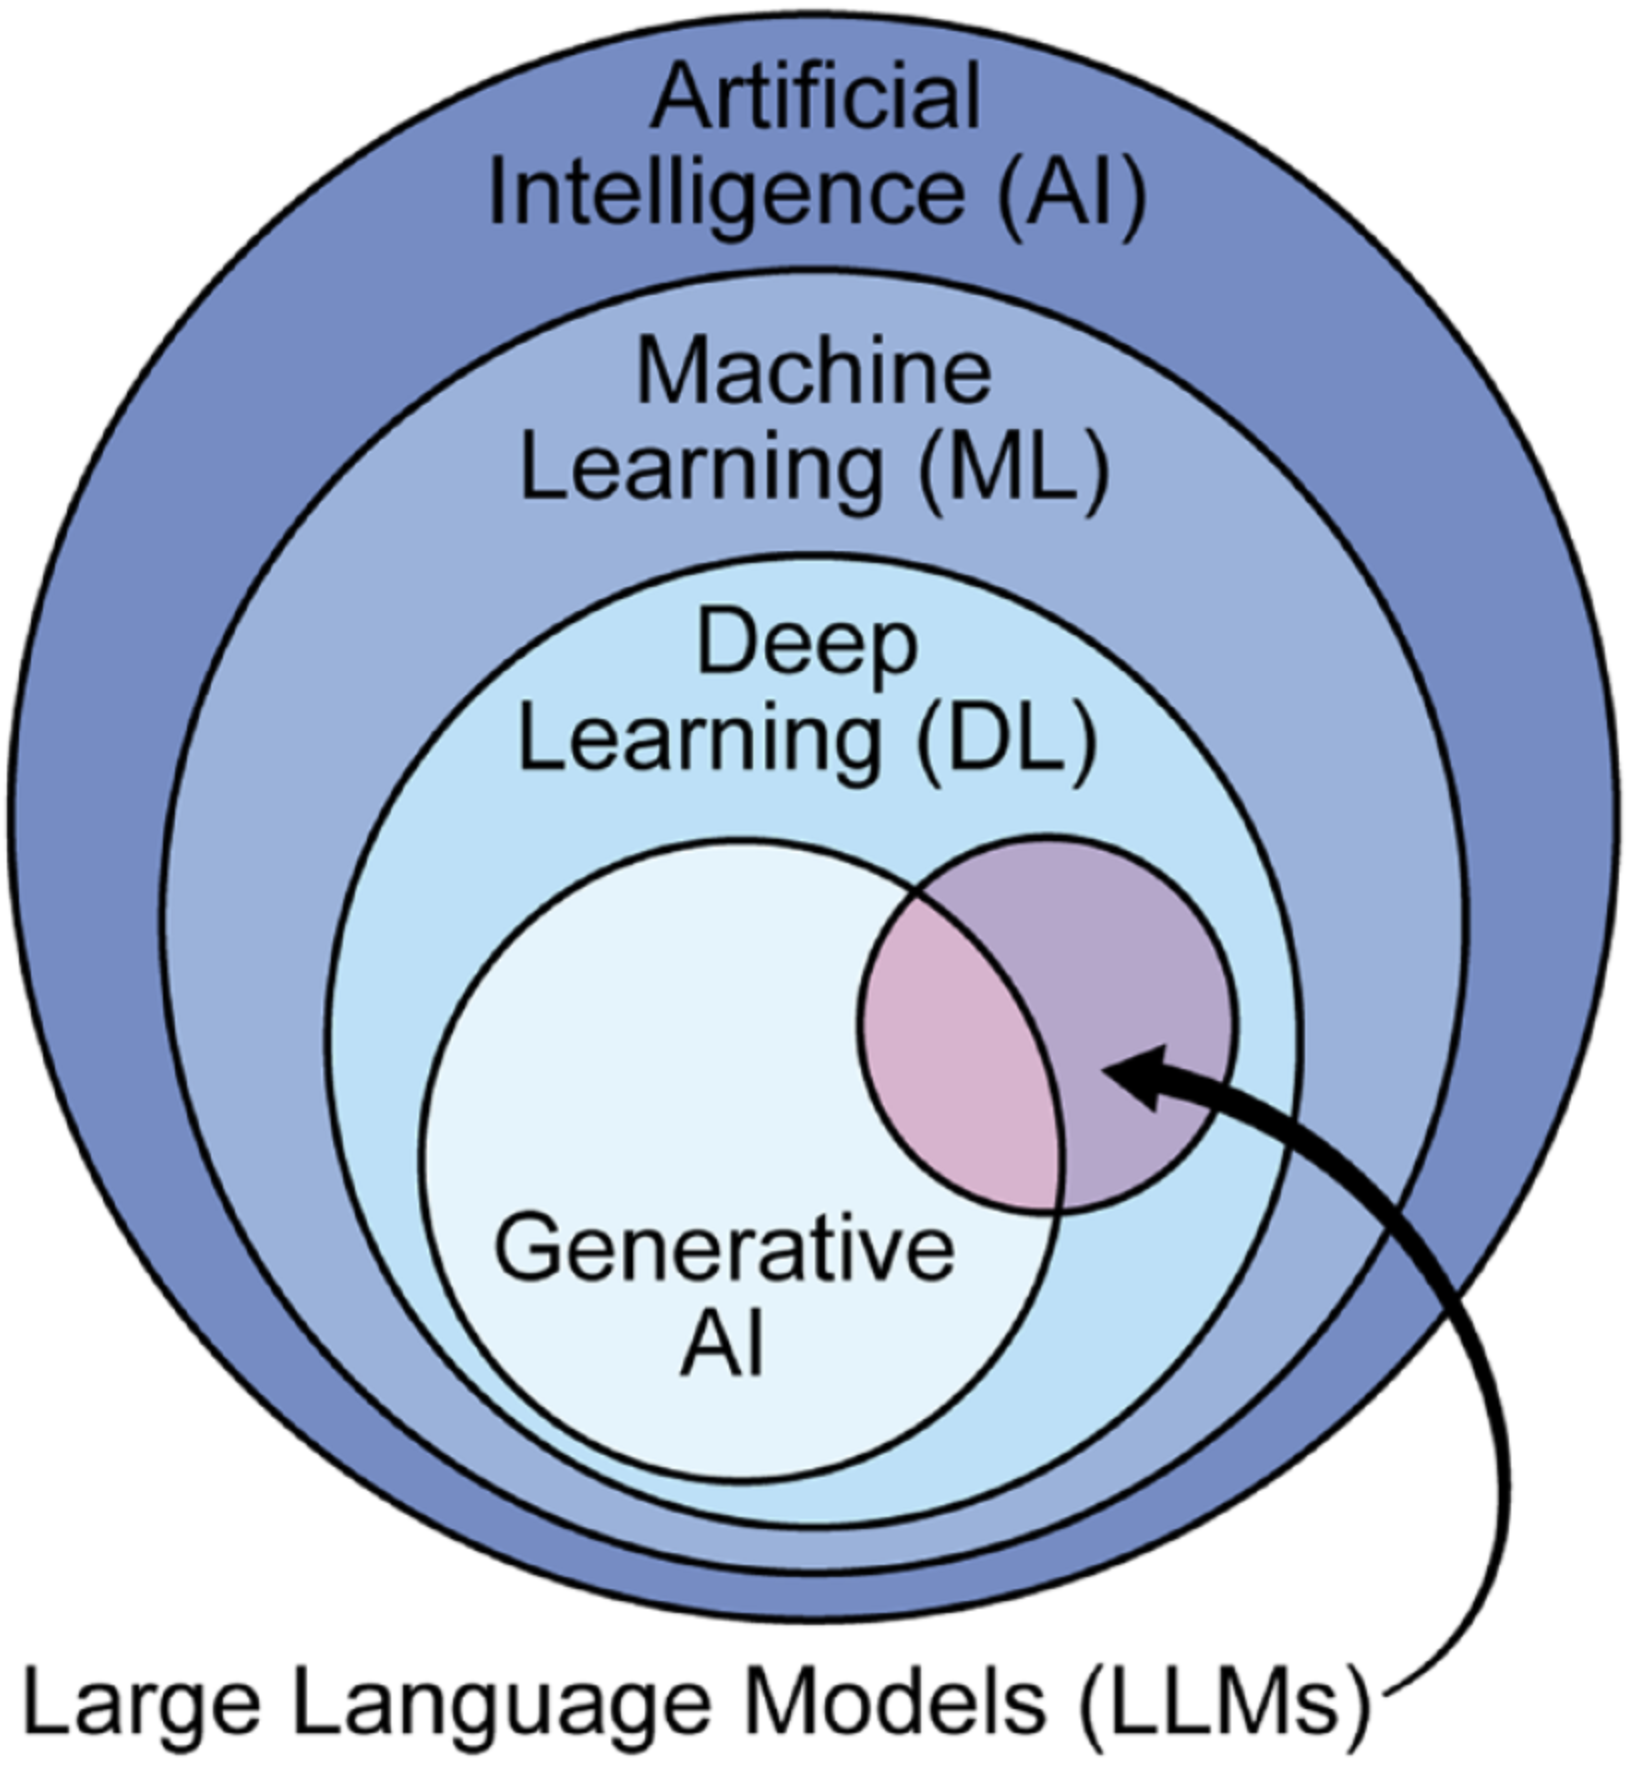 Artificial
Intelligence (AI)
Machine
Learning (ML)
Deep
Learning (DL)
Generative
AI
Large Language Models (LLMs)